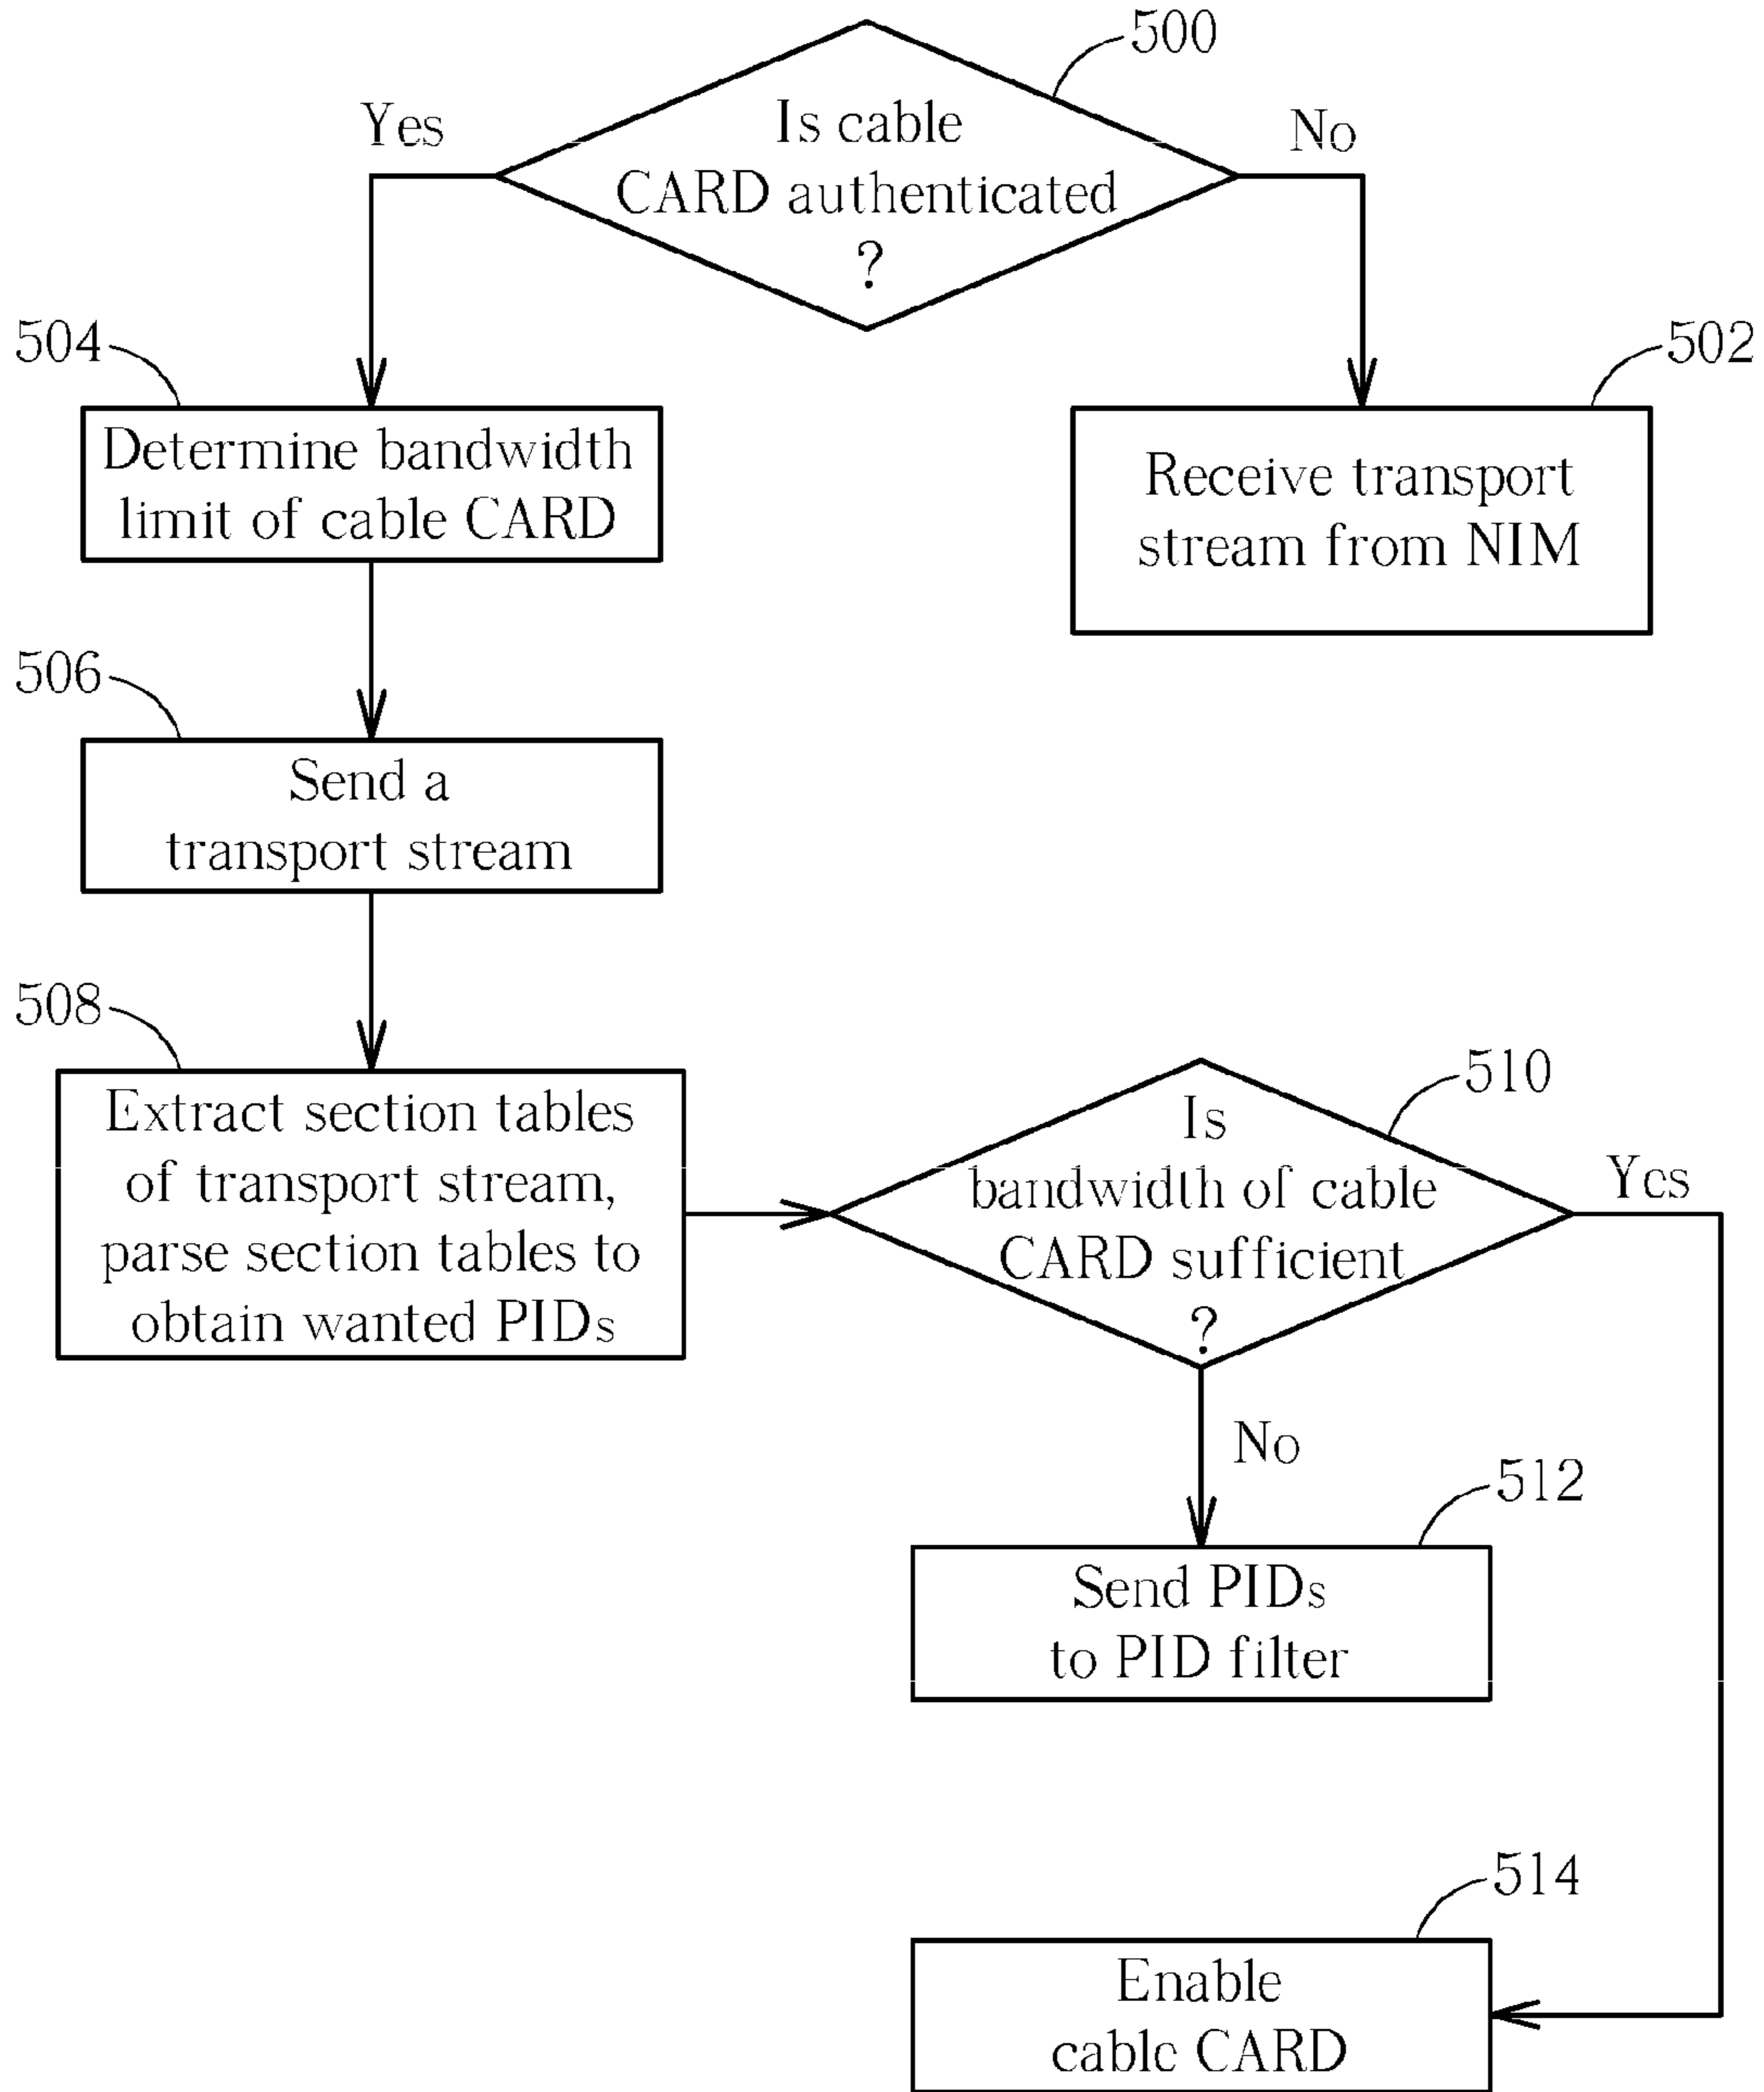 500
Is cable
CARD authenticated
?
Yes
No
504
Determine bandwidth
limit of cable CARD
502
Receive transport
stream from NIM
506
Send a
transport stream
508
Extract section tables
of transport stream,
parse section tables to
obtain wanted PIDs
510
Is
bandwidth of cable
CARD sufficient
?
Yes
No
512
Send PIDs
to PID filter
514
Enable
cable CARD